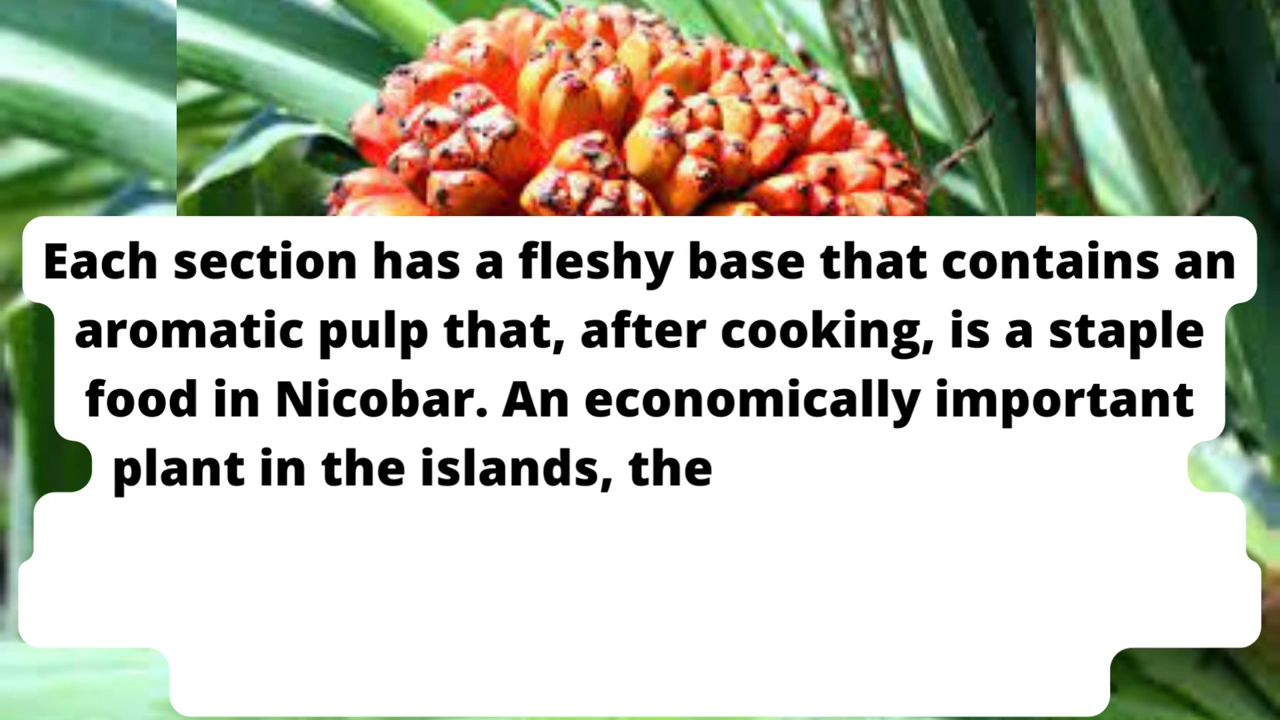 Each section has a fleshy base that contains an
aromatic pulp that, after cooking, is a staple
food in Nicobar. An economically important
plant in the islands, the